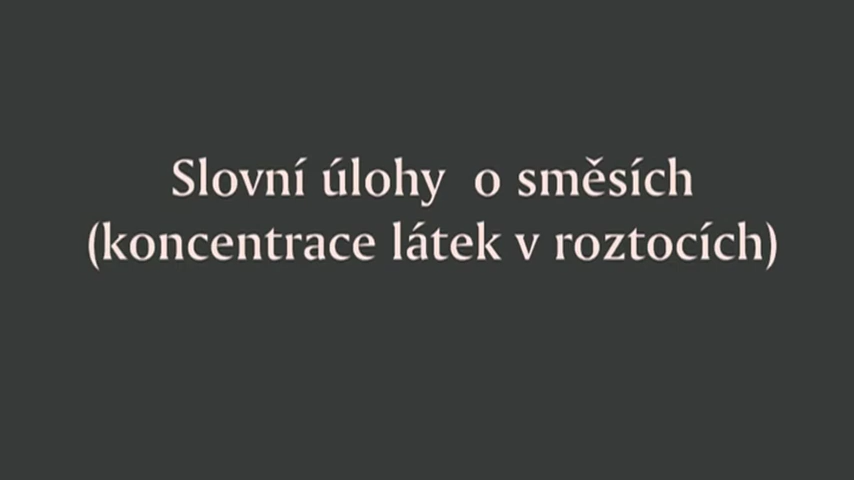 Slovní úlohy o směsích
(koncentrace látek v roztocích)